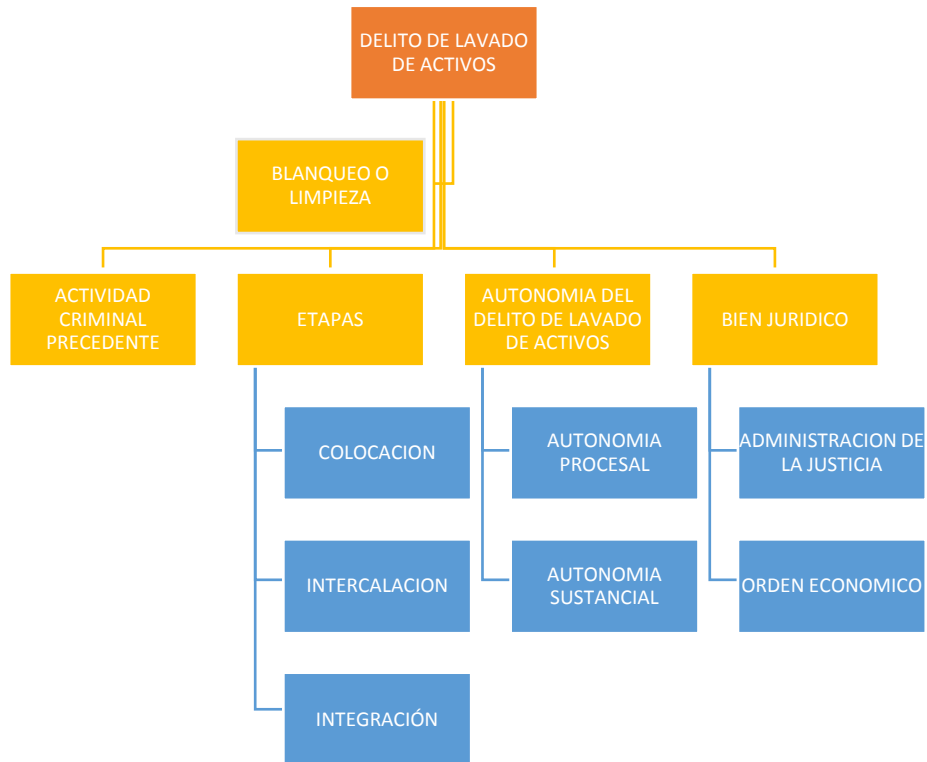 DELITO DE LAVADO
DE ACTIVOS
BLANQUEO O
LIMPIEZA
ACTIVIDAD
CRIMINAL
PRECEDENTE
ETAPAS
AUTONOMIA DEL
DELITO DE LAVADO
DE ACTIVOS
BIEN JURIDICO
COLOCACION
AUTONOMIA
PROCESAL
ADMINISTRACION DE
LA JUSTICIA
INTERCALACION
AUTONOMIA
SUSTANCIAL
ORDEN ECONOMICO
INTEGRACIÓN